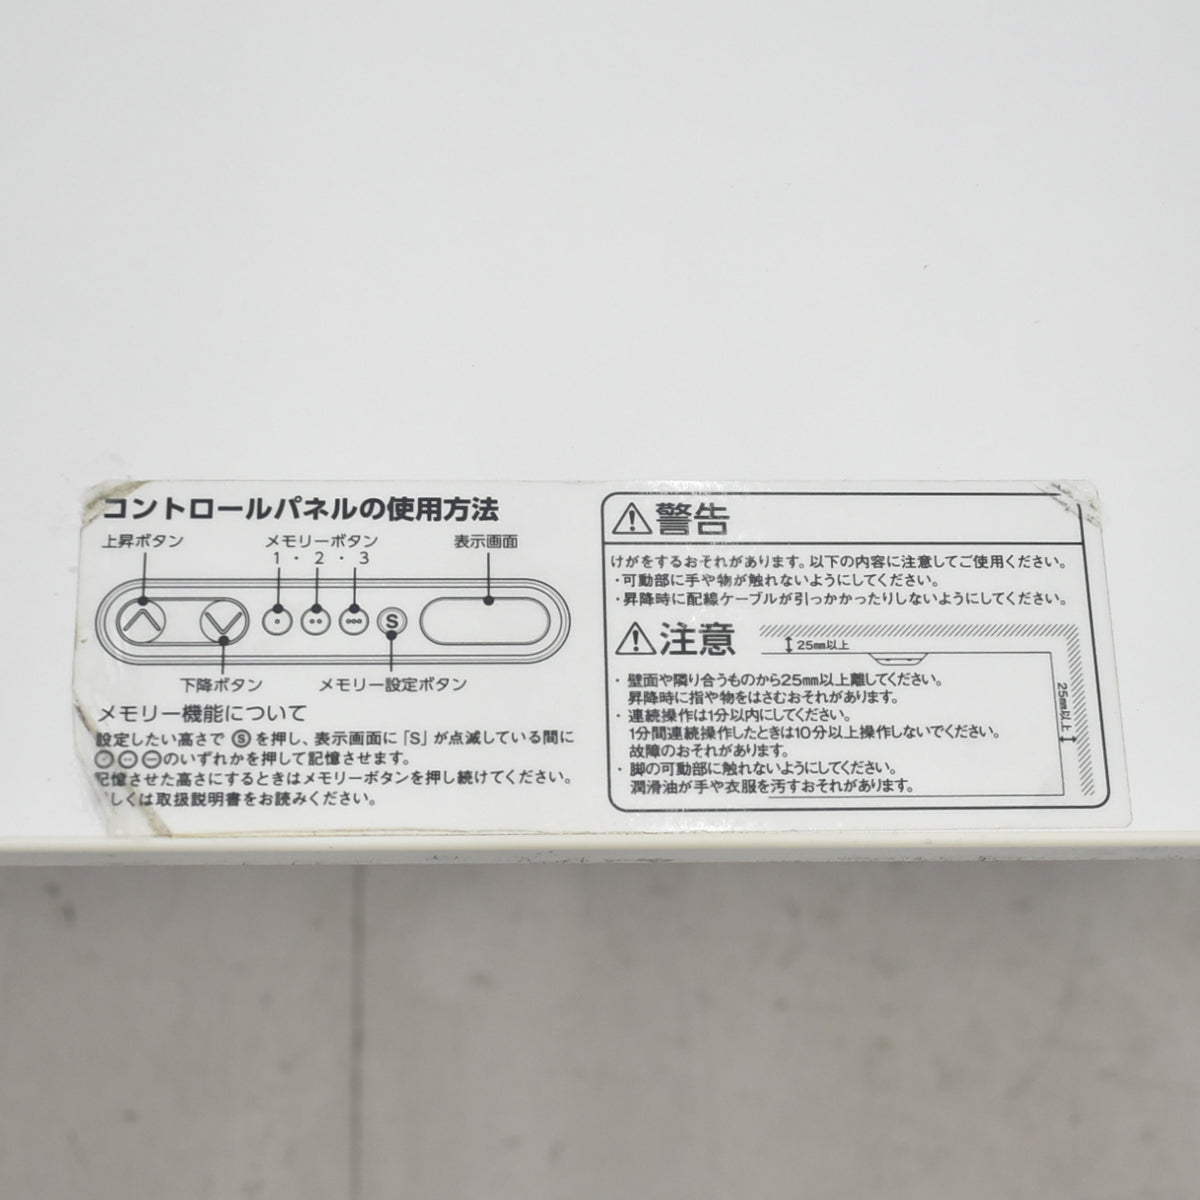 コントロールパネルの使用方法
上昇ボタン
メモリーボタン
1・2・3
表示画面
S
下降ボタン
メモリー設定ボタン
メモリー機能について
設定したい高さで Ⓢ を押し、表示画面に「S」が点滅している間に
のいずれかを押して記憶させます。
記憶させた高さにするときはメモリーボタンを押し続けてください。
しくは取扱説明書をお読みください。
警告
けがをするおそれがあります。以下の内容に注意してご使用ください。
・可動部に手や物が触れないようにしてください。
・昇降時に配線ケーブルが引っかかったりしないようにしてください。
注意
25mm以上
25mm以上
・壁面や隣り合うものから25mm以上離してください。
昇降時に指や物をはさむおそれがあります。
・連続操作は1分以内にしてください。
1分間連続操作したときは10分以上操作しないでください。
故障のおそれがあります。
・脚の可動部に触れないようにしてください。
潤滑油が手や衣服を汚すおそれがあります。